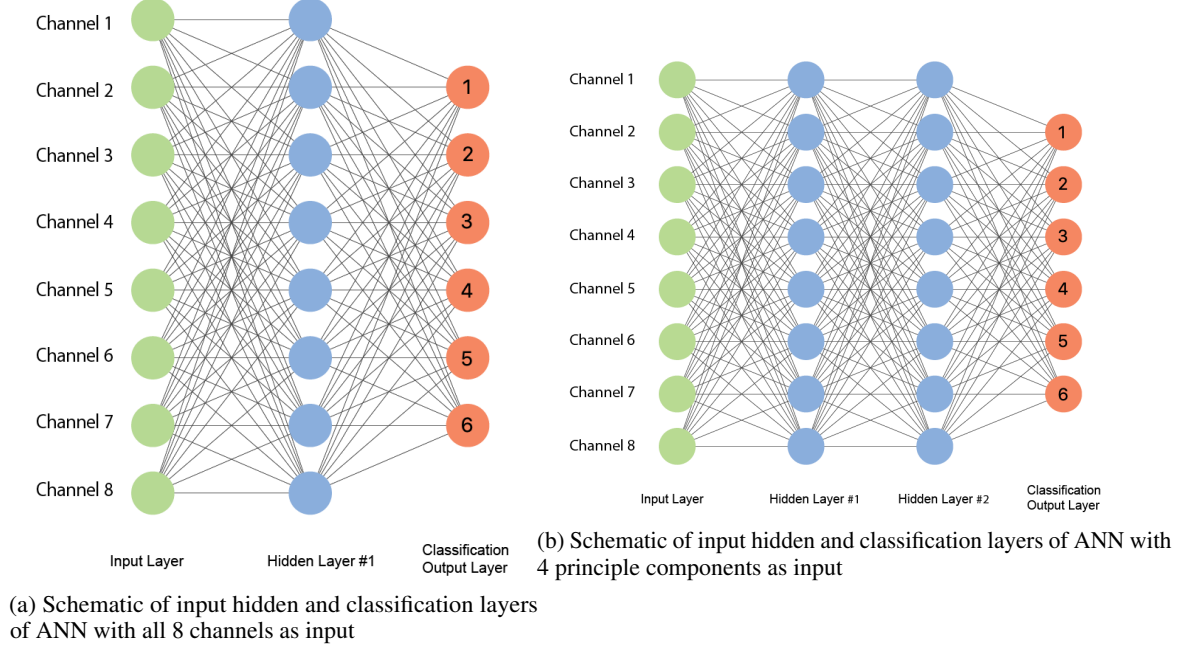 Channel 1
Channel 2
Channel 3
Channel 4
Channel 5
Channel 6
Channel 7
Channel 8
1
2
3
4
5
6
Input Layer
Hidden Layer #1
Classification
Output Layer
(a) Schematic of input hidden and classification layers
of ANN with all 8 channels as input
Channel 1
Channel 2
Channel 3
Channel 4
Channel 5
Channel 6
Channel 7
Channel 8
1
2
3
4
5
6
Input Layer
Hidden Layer #1
Hidden Layer #2
Classification
Output Layer
(b) Schematic of input hidden and classification layers of ANN with
4 principle components as input